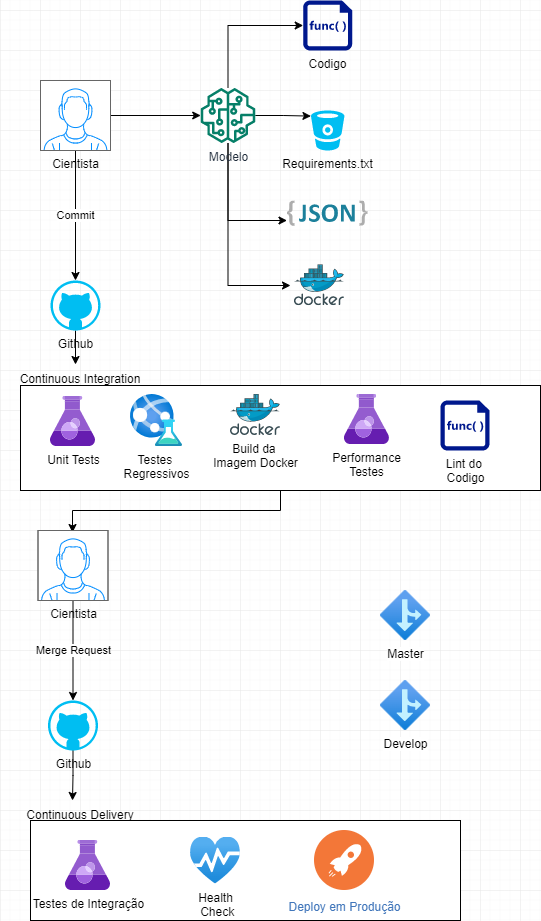 func( )
Codigo
Cientista
Modelo
Requirements.txt
Commit
{JSON}
docker
Github
Continuous Integration
Unit Tests
Testes
Regressivos
docker
Build da
Imagem Docker
Performance
Testes
func( )
Lint do
Codigo
Cientista
Merge Request
Master
Develop
Github
Continuous Delivery
Testes de Integração
Health
Check
Deploy em Produção